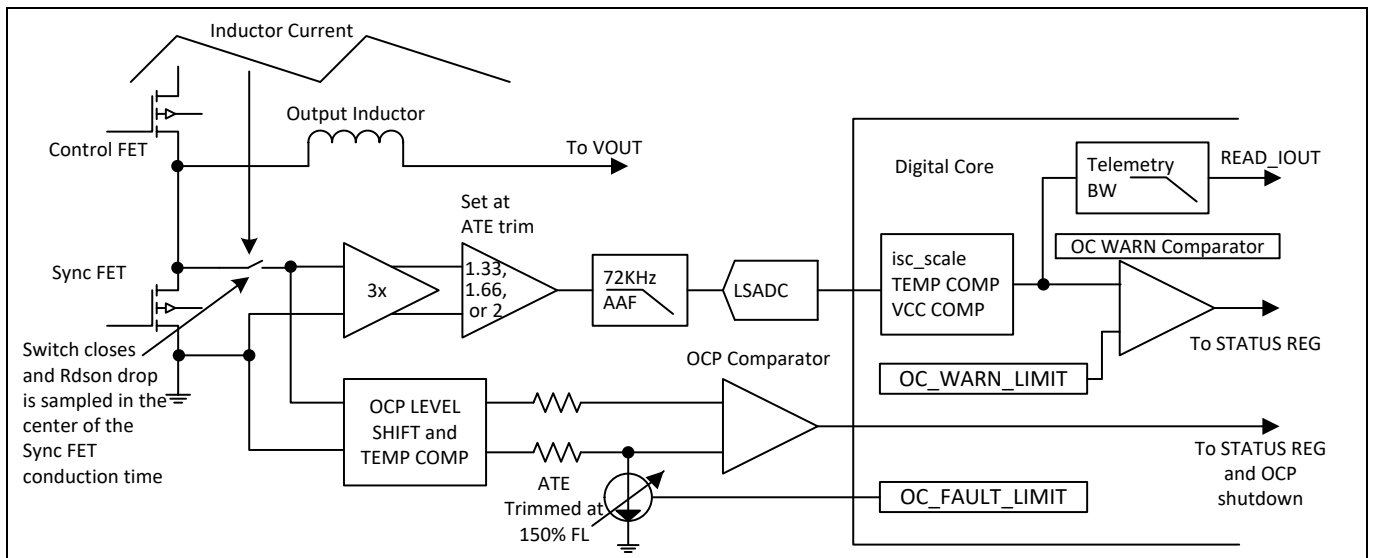 Inductor Current
Control FET
Output Inductor
To VOUT
Digital Core
Telemetry
BW
READ_IOUT
Set at
ATE trim
OC WARN Comparator
Sync FET
3x
1.33,
1.66,
or 2
72KHz
AAF
LSADC
isc_scale
TEMP COMP
VCC COMP
To STATUS REG
OC_WARN_LIMIT
Switch closes
and Rdson drop
is sampled in the
center of the
Sync FET
conduction time
OCP LEVEL
SHIFT and
TEMP COMP
OCP Comparator
ATE
Trimmed at
150% FL
OC_FAULT_LIMIT
To STATUS REG
and OCP
shutdown